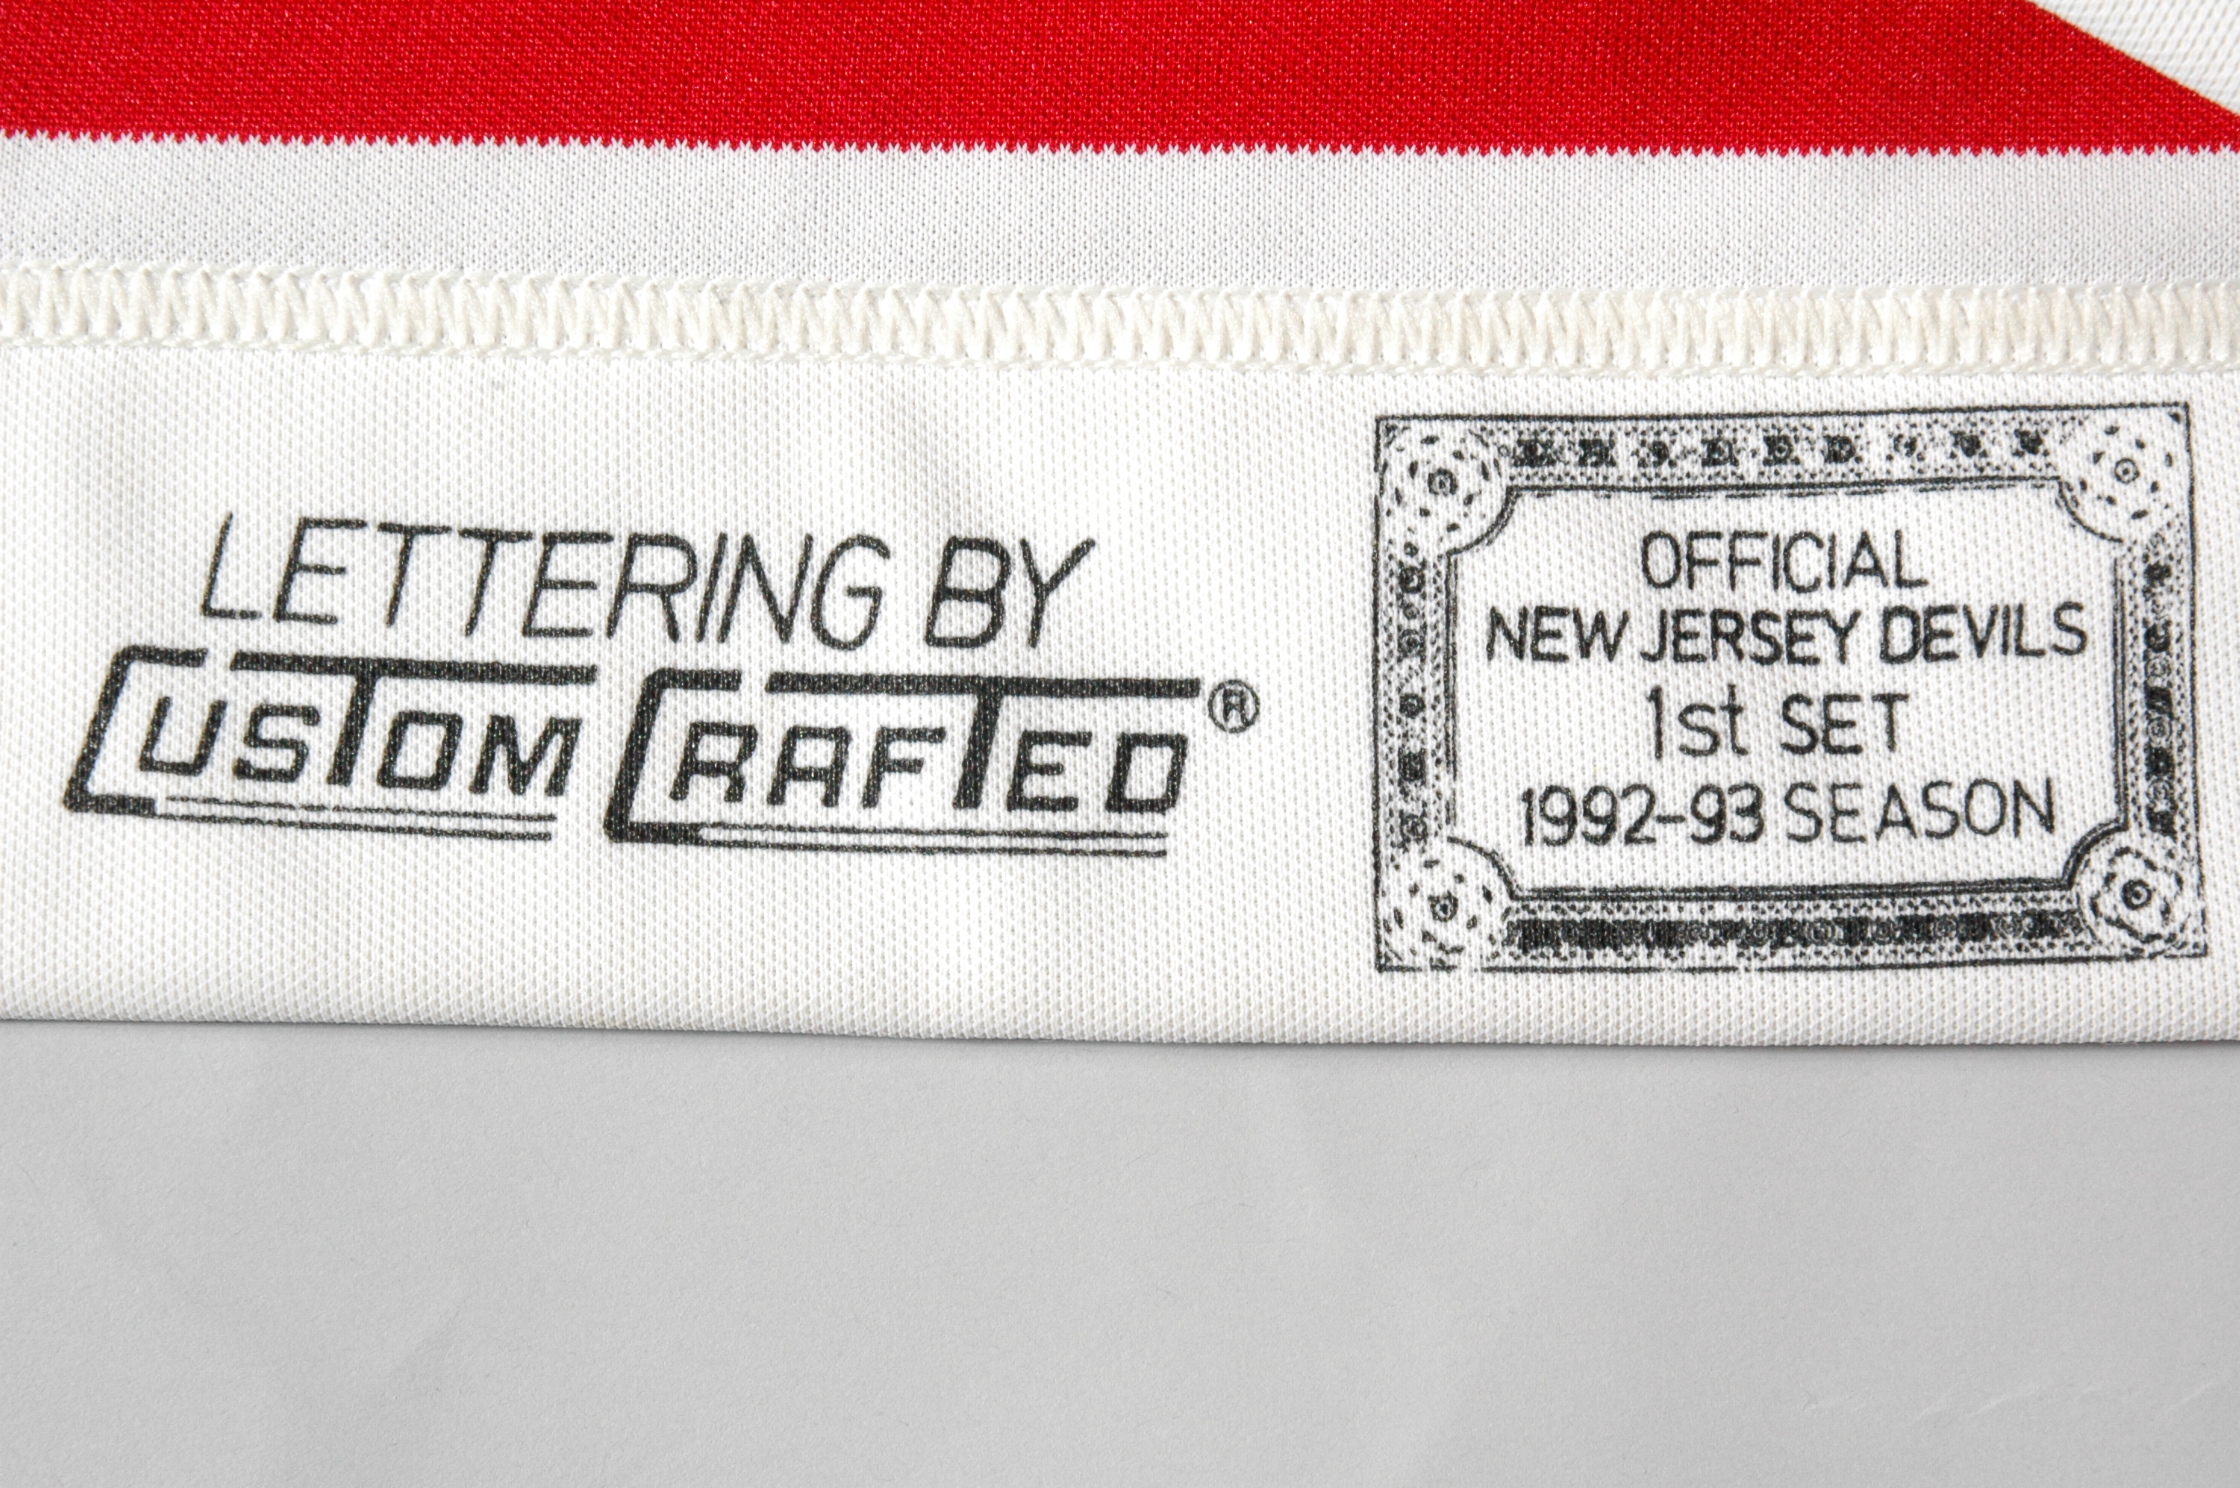 LETTERING BY
CUSTOM CRAFTED®
OFFICIAL
NEW JERSEY DEVILS
1st SET
1992-93 SEASON